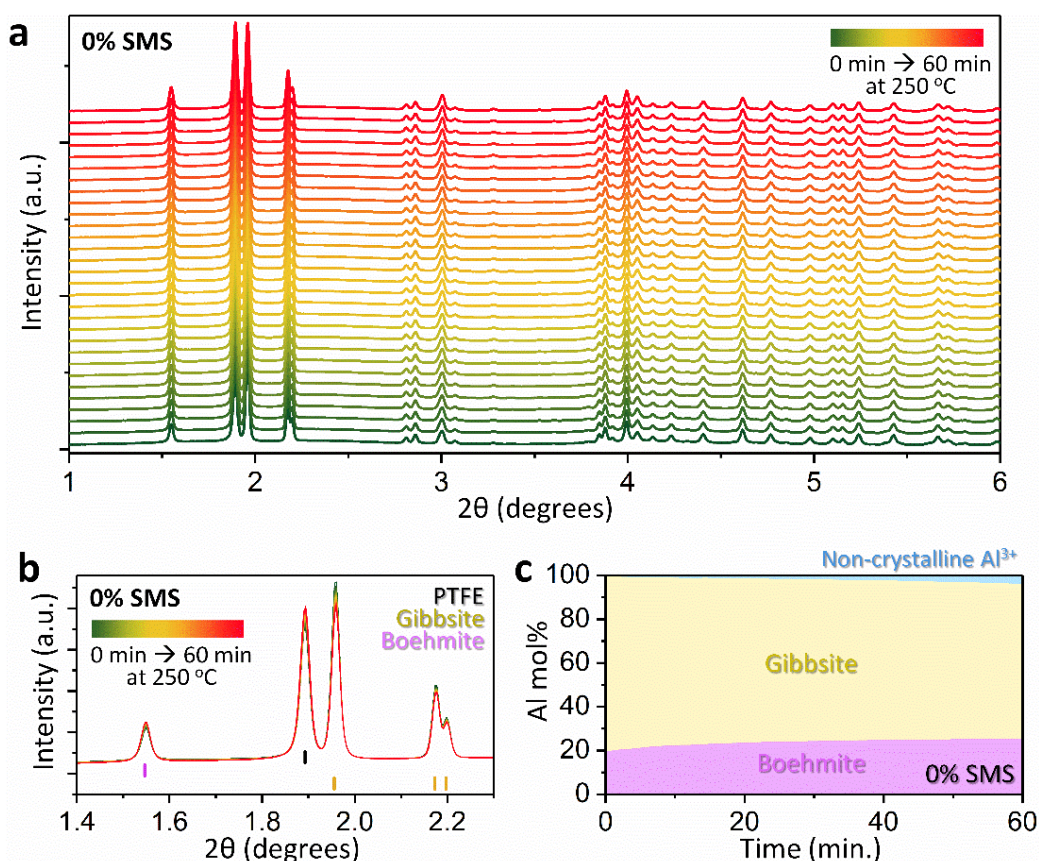 a
0% SMS
0 min → 60 min
at 250 °C
Intensity (a.u.)
1 2 3 4 5 6
2θ (degrees)
b
0% SMS
0 min → 60 min
at 250 °C
PTFE
Gibbsite
Boehmite
Intensity (a.u.)
1.4 1.6 1.8 2.0 2.2
2θ (degrees)
c
Non-crystalline Al³⁺
100
80
60
40
20
0
Al mol%
Gibbsite
Boehmite
0% SMS
0 20 40 60
Time (min.)